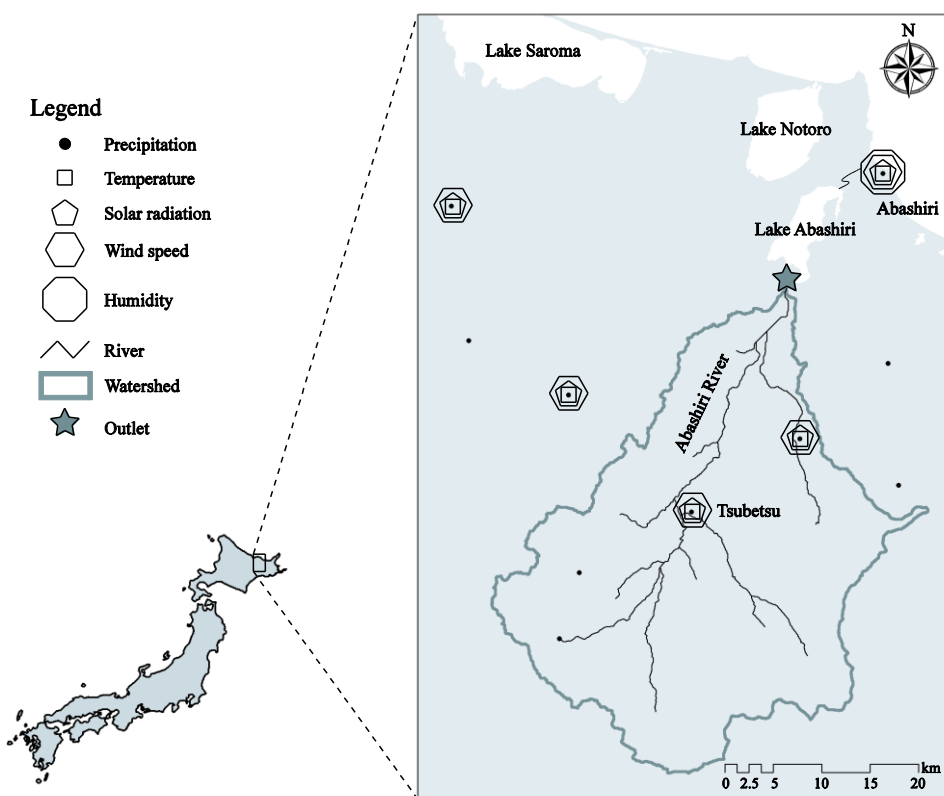 Legend
Precipitation
Temperature
Solar radiation
Wind speed
Humidity
River
Watershed
Outlet
Lake Saroma
N
Lake Notoro
Abashiri
Lake Abashiri
Abashiri River
Tsubetsu
km
0 2.5 5 10 15 20